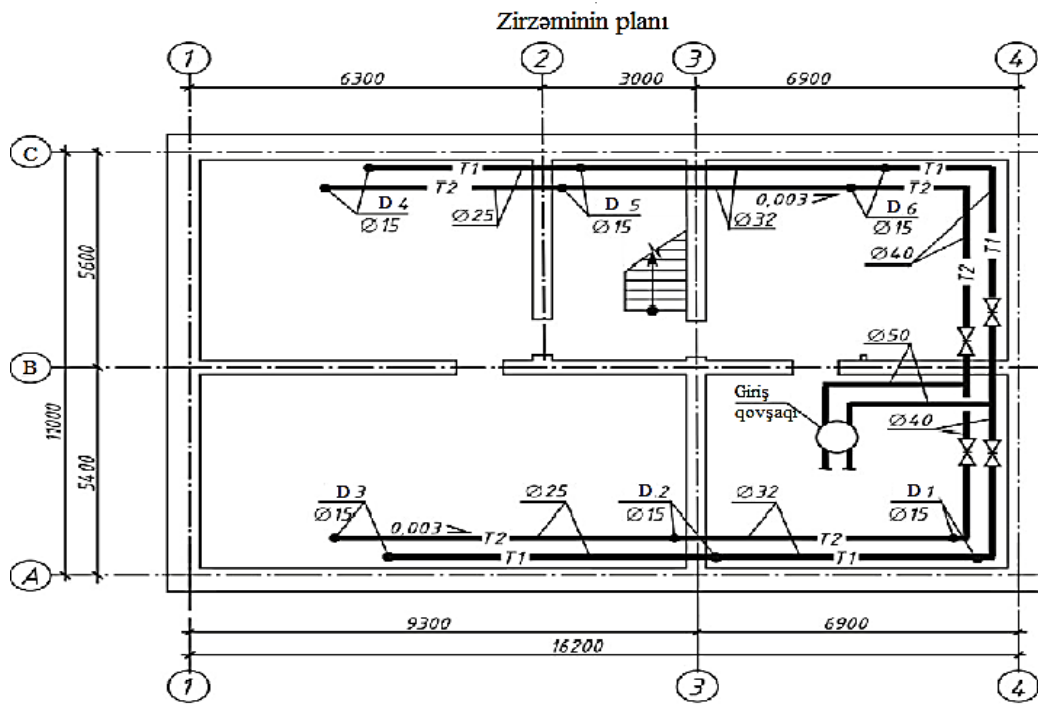 Zirzəminin planı
1 2 3 4
6300 3000 6900
C
T1 T1
T2 T2
0,003
D 4
Ø15
Ø25
D 5
Ø15
Ø32
D 6
Ø15
Ø40
T2 T1
5600
11000
5400
B
Ø50
Giriş
qovşaqı
Ø40
D 3
Ø15
Ø25
D.2
Ø15
Ø32
D 1
Ø15
0,003
T2 T2
T1 T1
A
9300 6900
16200
1 3 4